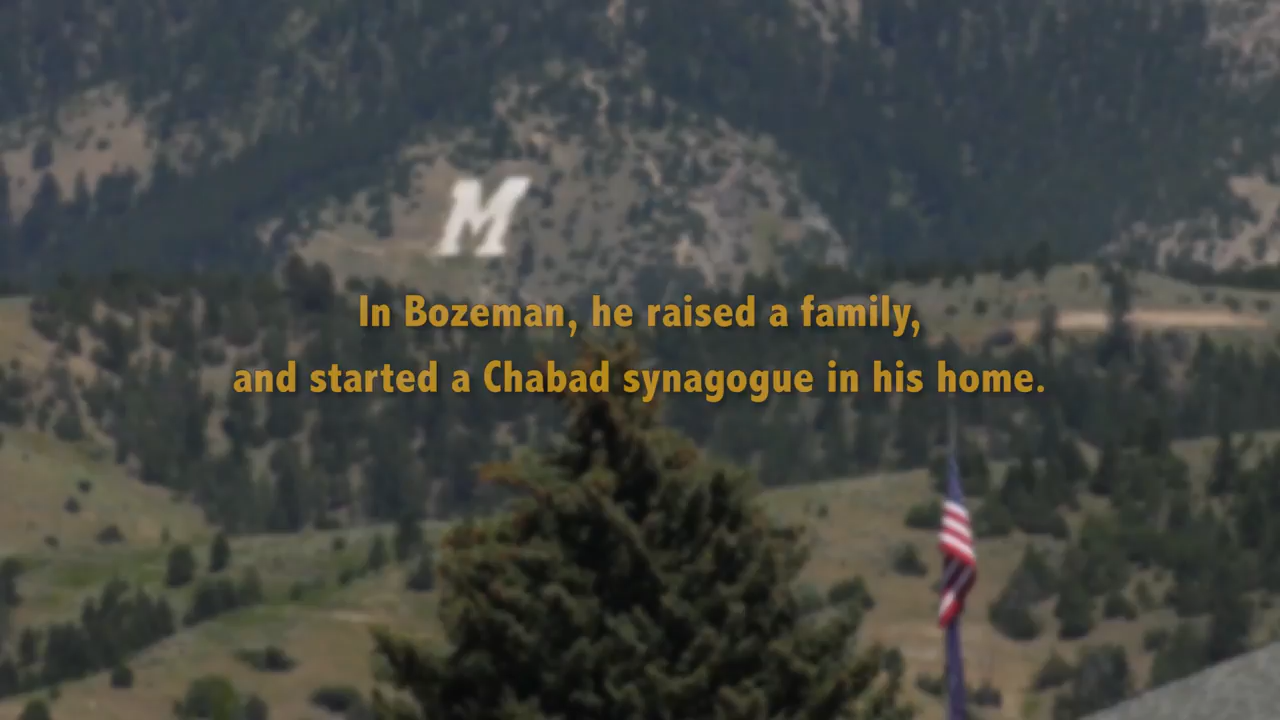 M
In Bozeman, he raised a family,
and started a Chabad synagogue in his home.